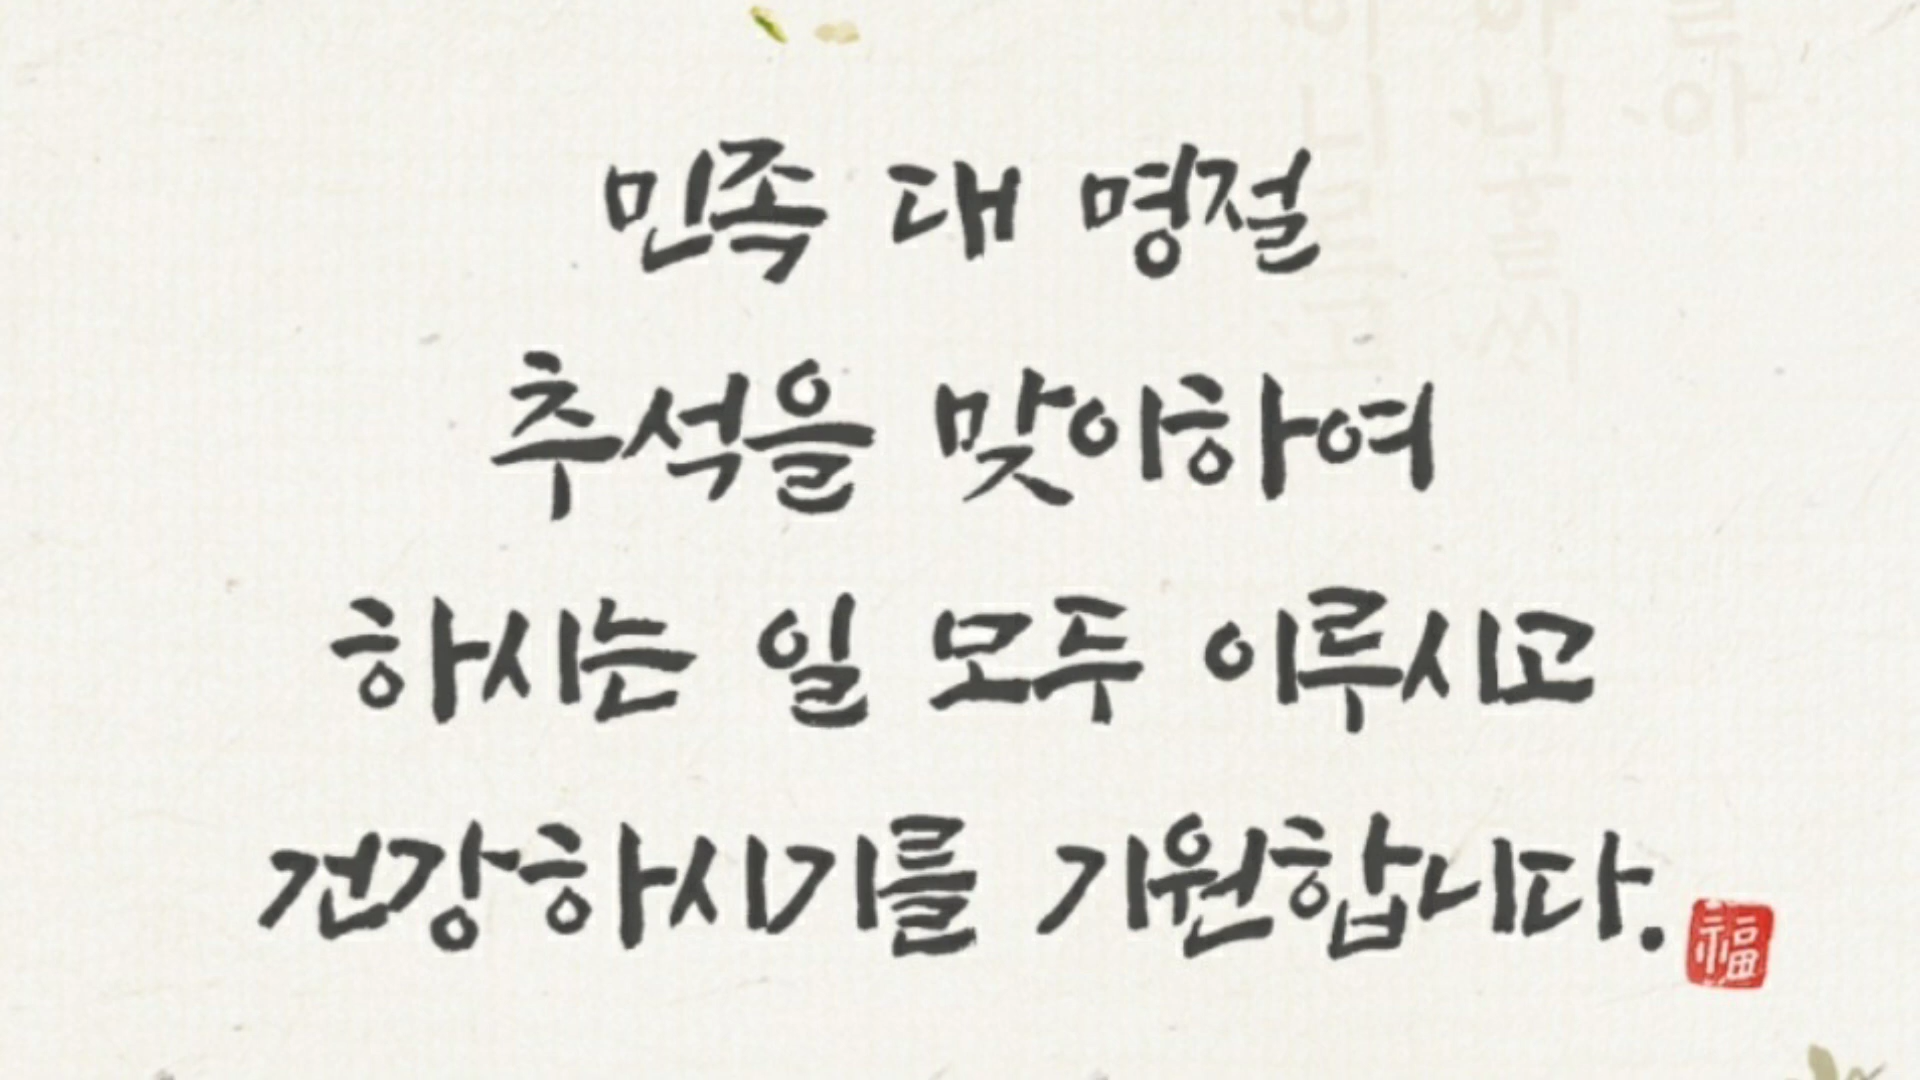 민족 대 명절
추석을 맞이하여
하시는 일 모두 이루시고
건강하시기를 기원합니다.
福